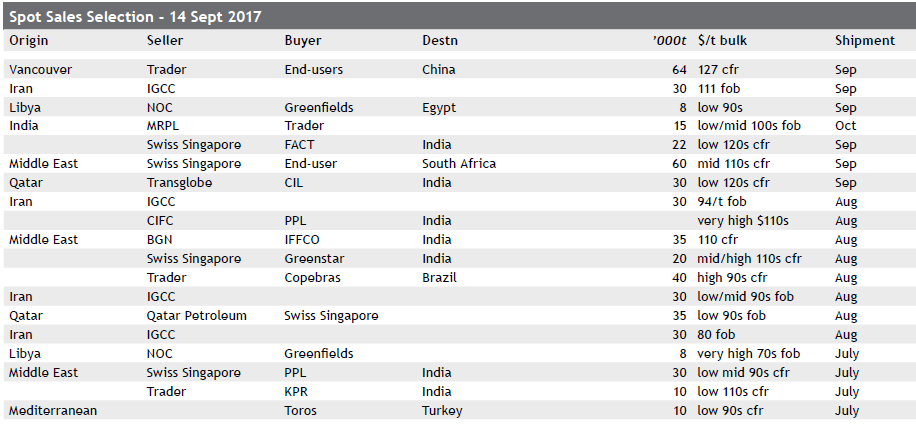 Spot Sales Selection - 14 Sept 2017
Origin Seller Buyer Destn '000t $/t bulk Shipment
Vancouver Trader End-users China 64 127 cfr Sep
Iran IGCC 30 111 fob Sep
Libya NOC Greenfields Egypt 8 low 90s Sep
India MRPL Trader 15 low/mid 100s fob Oct
Swiss Singapore FACT India 22 low 120s cfr Sep
Middle East Swiss Singapore End-user South Africa 60 mid 110s cfr Sep
Qatar Transglobe CIL India 30 low 120s cfr Sep
Iran IGCC 30 94/t fob Aug
CIFC PPL India very high $110s Aug
Middle East BGN IFFCO India 35 110 cfr Aug
Swiss Singapore Greenstar India 20 mid/high 110s cfr Aug
Trader Copebras Brazil 40 high 90s cfr Aug
Iran IGCC 30 low/mid 90s fob Aug
Qatar Qatar Petroleum Swiss Singapore 35 low 90s fob Aug
Iran IGCC 30 80 fob Aug
Libya NOC Greenfields 8 very high 70s fob July
Middle East Swiss Singapore PPL India 30 low mid 90s cfr July
Trader KPR India 10 low 110s cfr July
Mediterranean Toros Turkey 10 low 90s cfr July